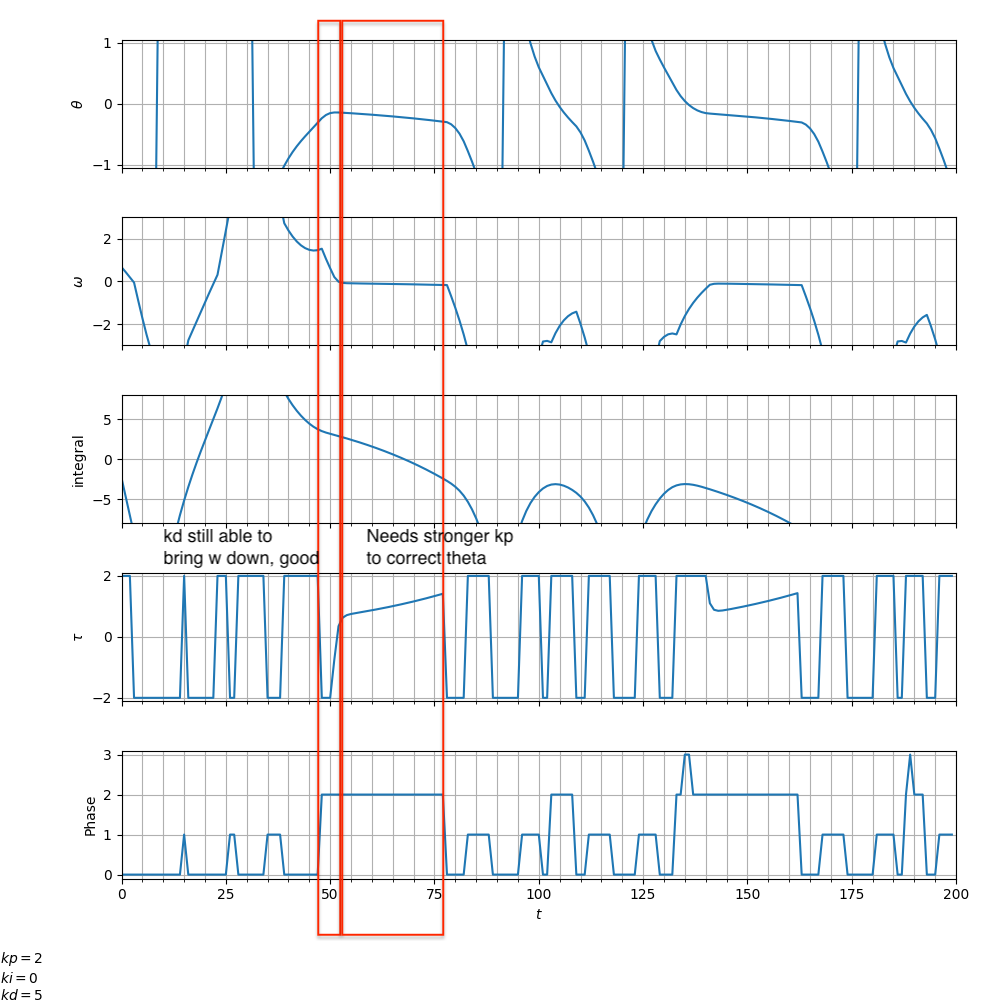 1
0
−1
θ
2
0
−2
ω
5
0
−5
integral
kd still able to
bring w down, good
Needs stronger kp
to correct theta
2
0
−2
τ
3
2
1
0
Phase
0 25 50 75 100 125 150 175 200
t
kp = 2
ki = 0
kd = 5